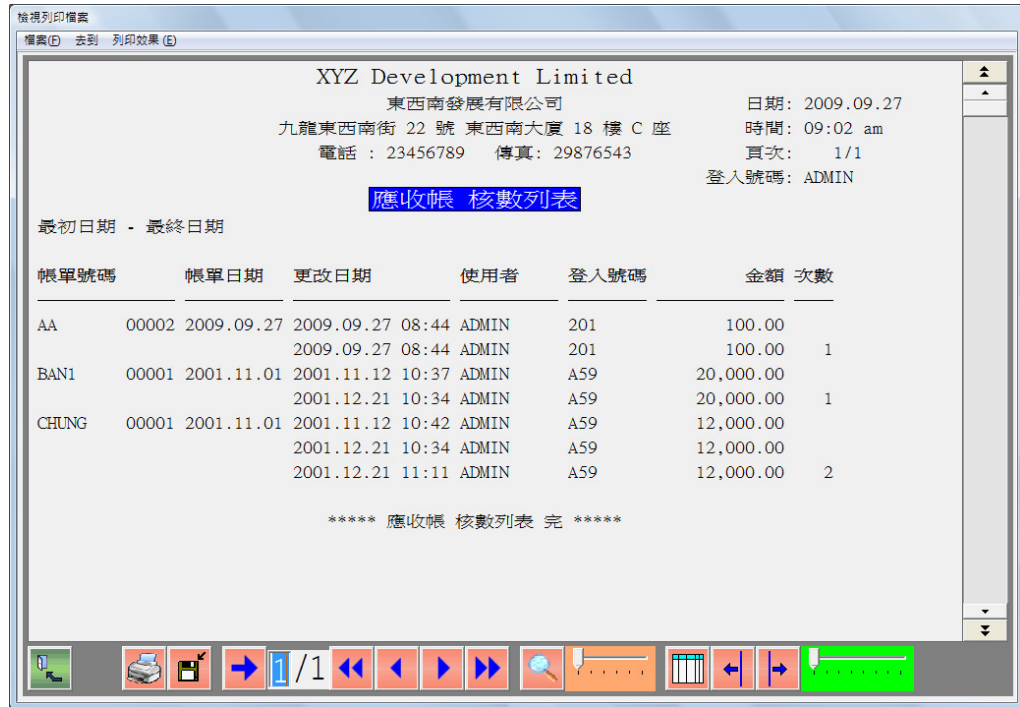 檢視列印檔案
檔案(F) 去到 列印效果(E)
XYZ Development Limited
東西南發展有限公司 日期: 2009.09.27
九龍東西南街 22 號 東西南大廈 18 樓 C 座 時間: 09:02 am
電話 : 23456789 傳真: 29876543 頁次: 1/1
登入號碼: ADMIN
應收帳 核數列表
最初日期 - 最終日期
帳單號碼 帳單日期 更改日期 使用者 登入號碼 金額 次數
AA 00002 2009.09.27 2009.09.27 08:44 ADMIN 201 100.00
2009.09.27 08:44 ADMIN 201 100.00 1
BAN1 00001 2001.11.01 2001.11.12 10:37 ADMIN A59 20,000.00
2001.12.21 10:34 ADMIN A59 20,000.00 1
CHUNG 00001 2001.11.01 2001.11.12 10:42 ADMIN A59 12,000.00
2001.12.21 10:34 ADMIN A59 12,000.00
2001.12.21 11:11 ADMIN A59 12,000.00 2
***** 應收帳 核數列表 完 *****
1/1